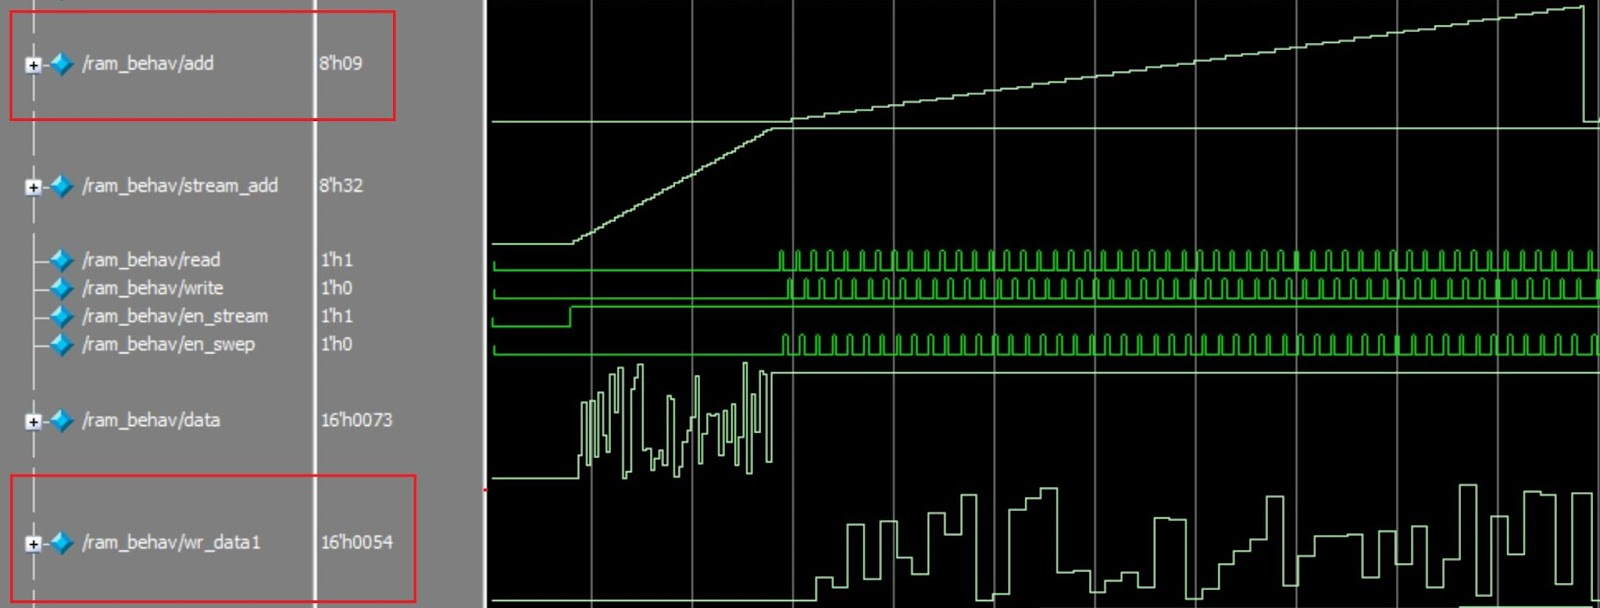 /ram_behav/add 8'h09
/ram_behav/stream_add 8'h32
/ram_behav/read 1'h1
/ram_behav/write 1'h0
/ram_behav/en_stream 1'h1
/ram_behav/en_swep 1'h0
/ram_behav/data 16'h0073
/ram_behav/wr_data1 16'h0054